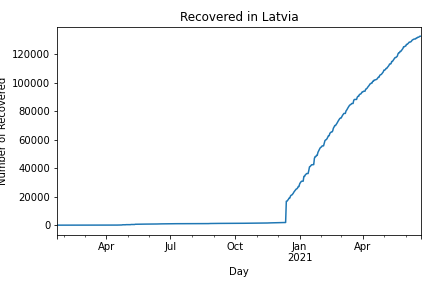 Recovered in Latvia
Number of Recovered
120000
100000
80000
60000
40000
20000
0
Apr
Jul
Oct
Jan
2021
Apr
Day